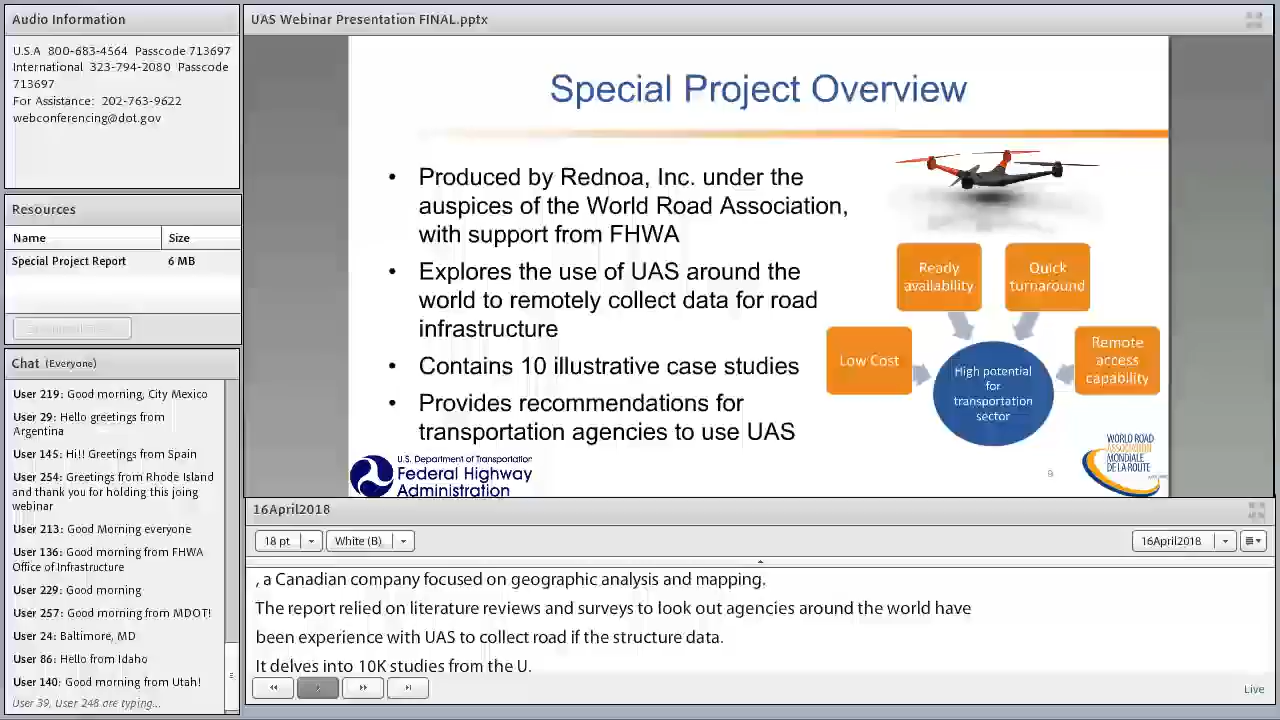 Audio Information
U.S.A 800-683-4564 Passcode 713697
International 323-794-2080 Passcode
713697
For Assistance: 202-763-9622
webconferencing@dot.gov
Resources
Name Size
Special Project Report 6 MB
Chat (Everyone)
User 219: Good morning, City Mexico
User 29: Hello greetings from
Argentina
User 145: Hi!! Greetings from Spain
User 254: Greetings from Rhode Island
and thank you for holding this joing
webinar
User 213: Good Morning everyone
User 136: Good morning from FHWA
Office of Infrastructure
User 229: Good morning
User 257: Good morning from MDOT!
User 24: Baltimore, MD
User 86: Hello from Idaho
User 140: Good morning from Utah!
User 39, User 248 are typing...
UAS Webinar Presentation FINAL.pptx
Special Project Overview
• Produced by Rednoa, Inc. under the
auspices of the World Road Association,
with support from FHWA
• Explores the use of UAS around the
world to remotely collect data for road
infrastructure
• Contains 10 illustrative case studies
• Provides recommendations for
transportation agencies to use UAS
Ready
availability
Quick
turnaround
Low Cost
Remote
access
capability
High potential
for
transportation
sector
U.S. Department of Transportation
Federal Highway
Administration
WORLD ROAD
ASSOCIATION
MONDIALE
DE LA ROUTE
9
16April2018
18 pt White (B) 16April2018
, a Canadian company focused on geographic analysis and mapping.
The report relied on literature reviews and surveys to look out agencies around the world have
been experience with UAS to collect road if the structure data.
It delves into 10K studies from the U.
Live